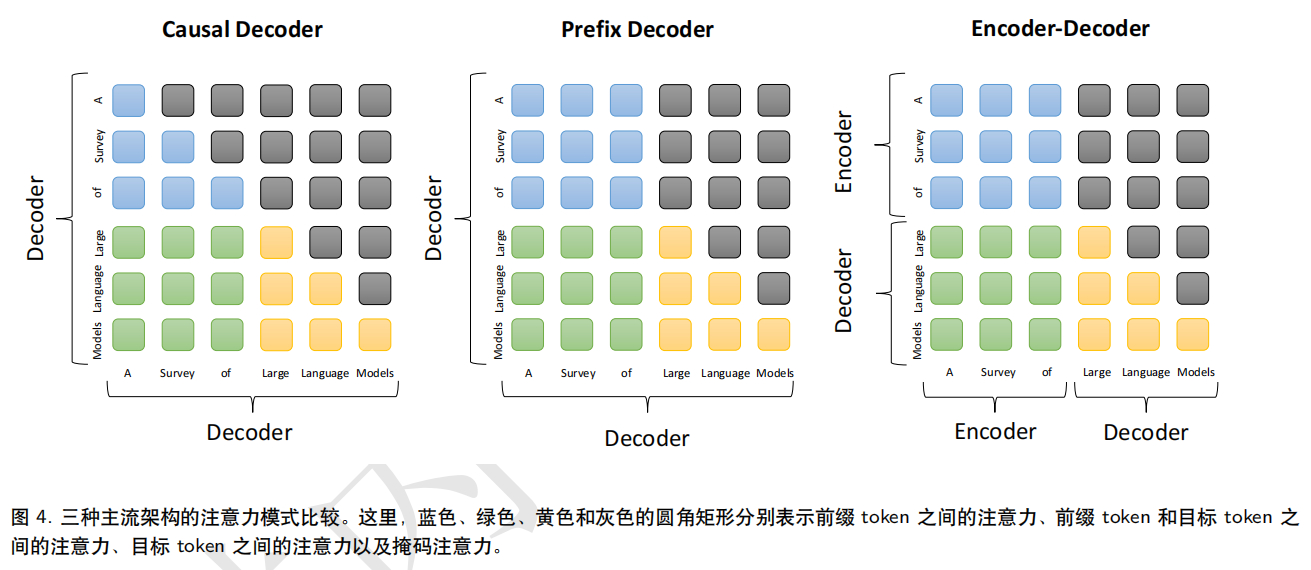 Causal Decoder
Prefix Decoder
Encoder-Decoder
Decoder
A
Survey
of
Large
Language
Models
A Survey of Large Language Models
Decoder
Decoder
A
Survey
of
Large
Language
Models
A Survey of Large Language Models
Decoder
Encoder
Decoder
A
Survey
of
Large
Language
Models
A Survey of Large Language Models
Encoder Decoder
图 4. 三种主流架构的注意力模式比较。这里，蓝色、绿色、黄色和灰色的圆角矩形分别表示前缀 token 之间的注意力、前缀 token 和目标 token 之
间的注意力、目标 token 之间的注意力以及掩码注意力。